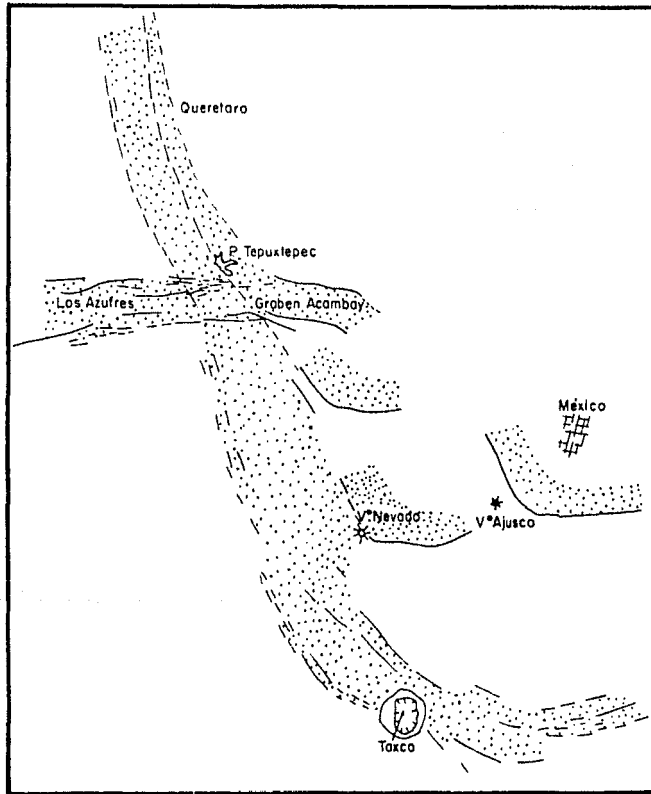 Queretaro
P. Tepuxtepec
Los Azufres
Graben Acambay
México
V° Nevado
V° Ajusco
Taxco